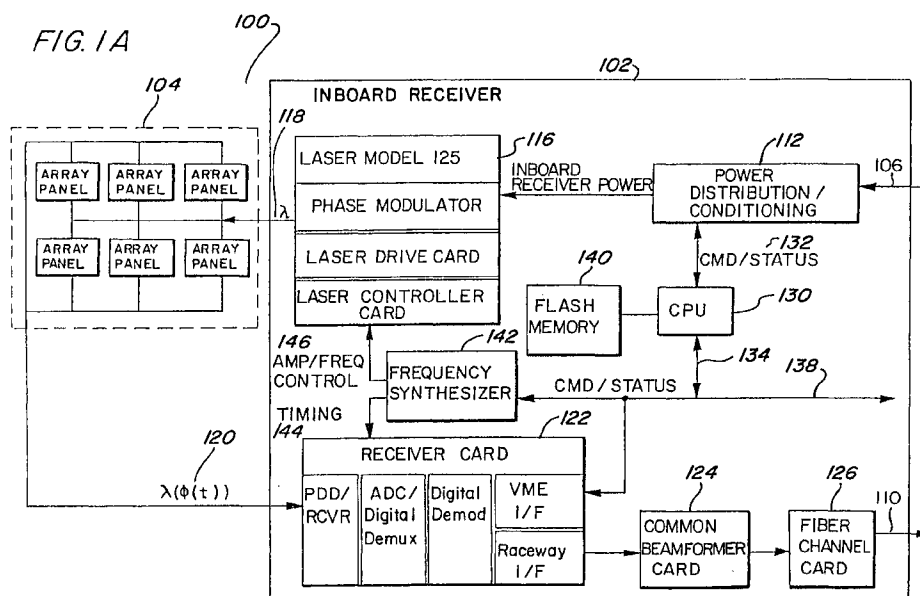 FIG. 1A
100
102
INBOARD RECEIVER
104
118
116
112
106
ARRAY PANEL
ARRAY PANEL
ARRAY PANEL
ARRAY PANEL
ARRAY PANEL
ARRAY PANEL
λ
LASER MODEL 125
PHASE MODULATOR
LASER DRIVE CARD
LASER CONTROLLER CARD
INBOARD
RECEIVER POWER
POWER
DISTRIBUTION /
CONDITIONING
132
CMD/STATUS
140
FLASH
MEMORY
CPU
130
134
138
146
AMP/FREQ
CONTROL
142
FREQUENCY
SYNTHESIZER
CMD / STATUS
TIMING
144
122
RECEIVER CARD
120
λ(Φ(t))
PDD/
RCVR
ADC/
Digital
Demux
Digital
Demod
VME
I/F
Raceway
I/F
124
COMMON
BEAMFORMER
CARD
126
FIBER
CHANNEL
CARD
110